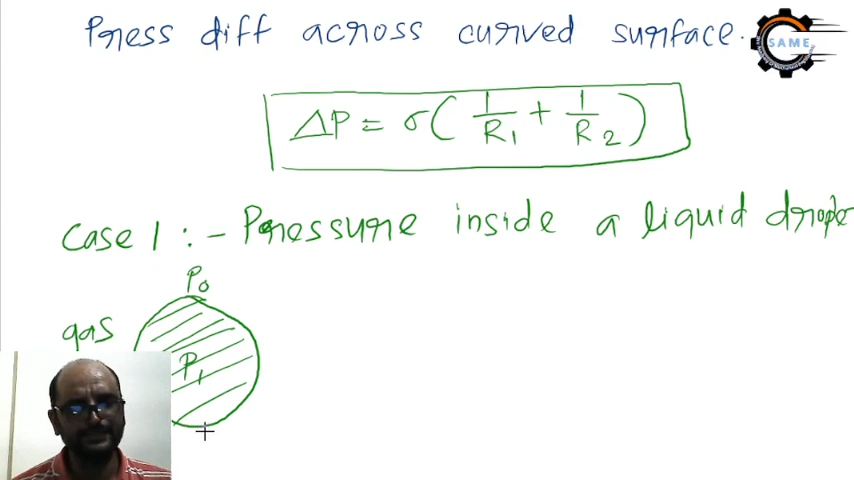 Press diff across curved surface.
SAME
ΔP = σ( 1/R1 + 1/R2 )
Case 1 :- Pressure inside a liquid drople
P0
gas
P1